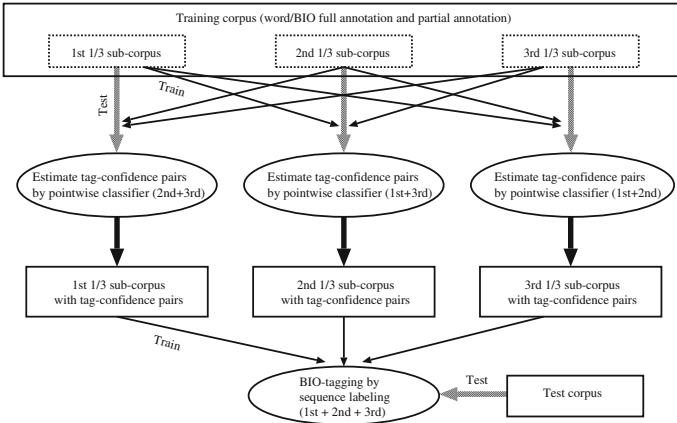 Training corpus (word/BIO full annotation and partial annotation)
1st 1/3 sub-corpus
2nd 1/3 sub-corpus
3rd 1/3 sub-corpus
Test
Train
Estimate tag-confidence pairs
by pointwise classifier (2nd+3rd)
Estimate tag-confidence pairs
by pointwise classifier (1st+3rd)
Estimate tag-confidence pairs
by pointwise classifier (1st+2nd)
1st 1/3 sub-corpus
with tag-confidence pairs
2nd 1/3 sub-corpus
with tag-confidence pairs
3rd 1/3 sub-corpus
with tag-confidence pairs
Train
BIO-tagging by
sequence labeling
(1st + 2nd + 3rd)
Test
Test corpus